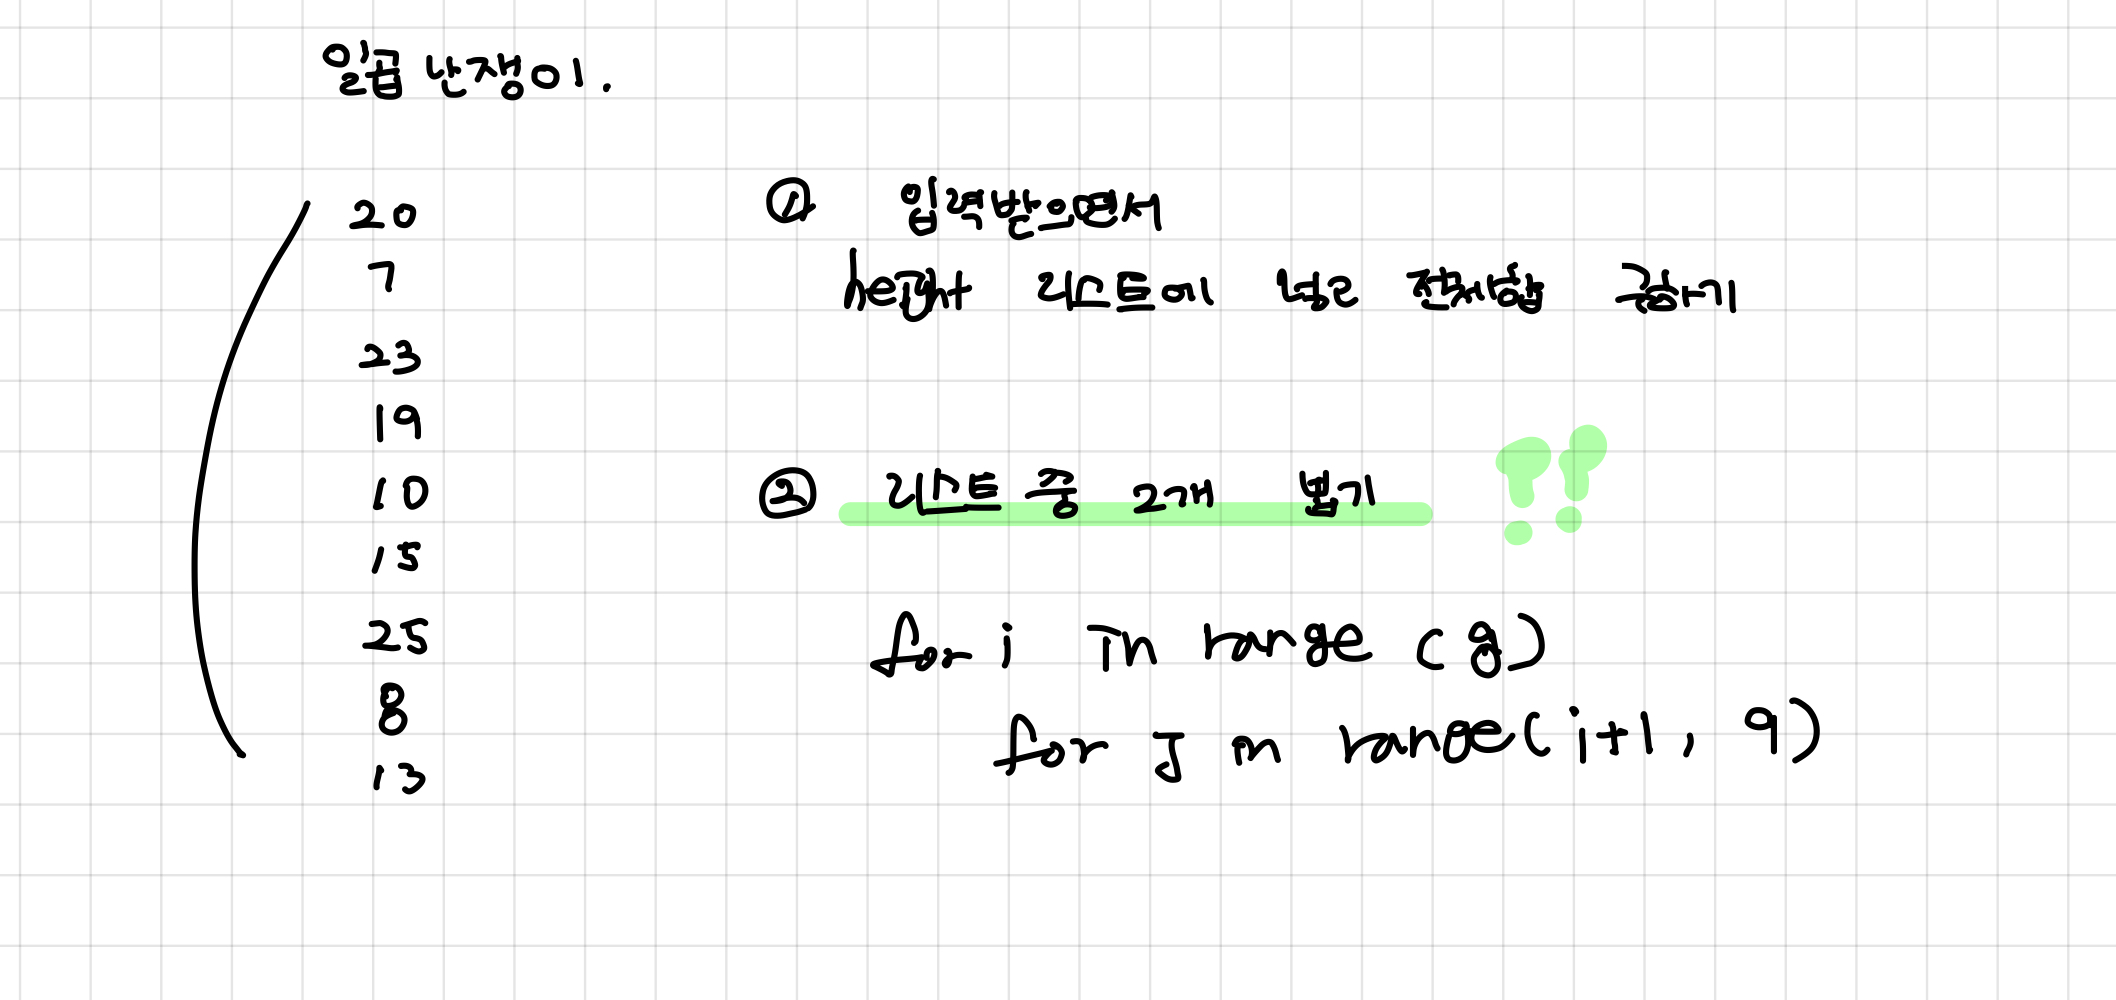 일곱 난쟁이.
20
7
23
19
10
15
25
8
13
① 입력받으면서
height 리스트에 넣고 전체합 구하기
② 리스트 중 2개 뽑기 ??
for i in range (8)
for j in range(i+1, 9)